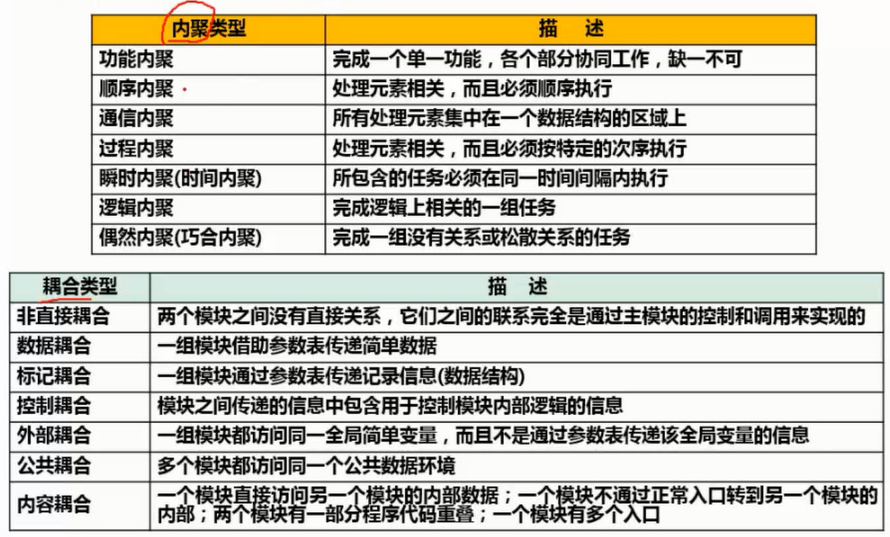 内聚类型 描 述
功能内聚 完成一个单一功能，各个部分协同工作，缺一不可
顺序内聚 处理元素相关，而且必须顺序执行
通信内聚 所有处理元素集中在一个数据结构的区域上
过程内聚 处理元素相关，而且必须按特定的次序执行
瞬时内聚(时间内聚) 所包含的任务必须在同一时间间隔内执行
逻辑内聚 完成逻辑上相关的一组任务
偶然内聚(巧合内聚) 完成一组没有关系或松散关系的任务
耦合类型 描 述
非直接耦合 两个模块之间没有直接关系，它们之间的联系完全是通过主模块的控制和调用来实现的
数据耦合 一组模块借助参数表传递简单数据
标记耦合 一组模块通过参数表传递记录信息(数据结构)
控制耦合 模块之间传递的信息中包含用于控制模块内部逻辑的信息
外部耦合 一组模块都访问同一全局简单变量，而且不是通过参数表传递该全局变量的信息
公共耦合 多个模块都访问同一个公共数据环境
内容耦合 一个模块直接访问另一个模块的内部数据；一个模块不通过正常入口转到另一个模块的
内部；两个模块有一部分程序代码重叠；一个模块有多个入口